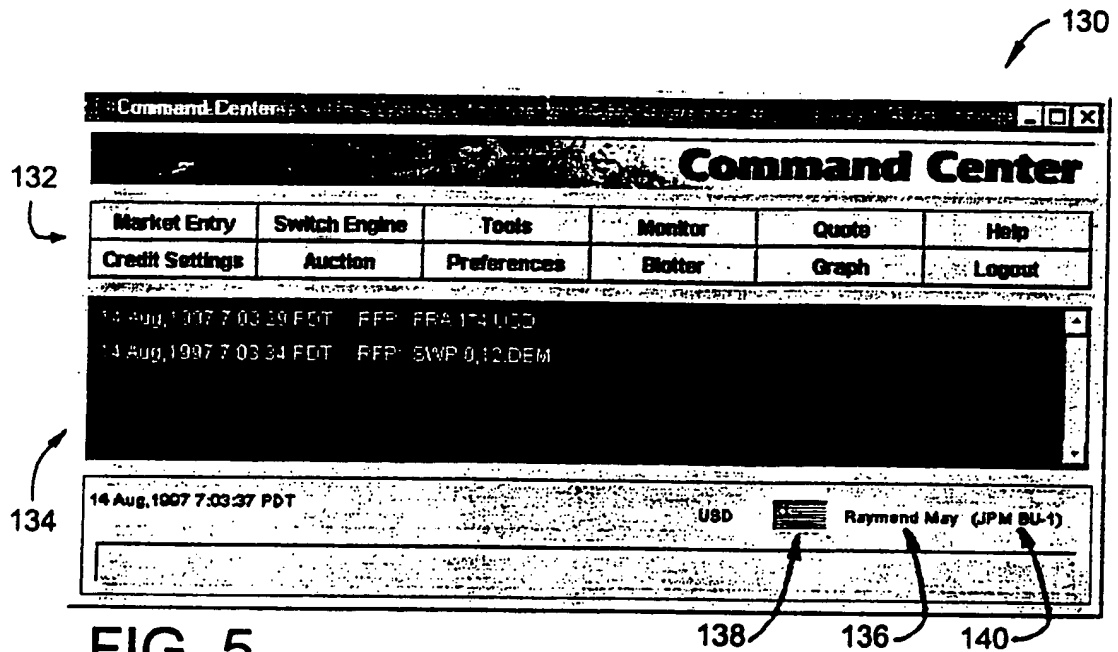 130
Command Center
Command Center
132
Market Entry Switch Engine Tools Monitor Quote Help
Credit Settings Auction Preferences Blotter Graph Logout
14 Aug,1997 7:03:29 PDT RFP: FRA 1*4 USD
14 Aug,1997 7:03:34 PDT RFP: SWP 0,12,DEM
134
14 Aug,1997 7:03:37 PDT USD Raymond May (JPM BU-1)
138 136 140
FIG. 5